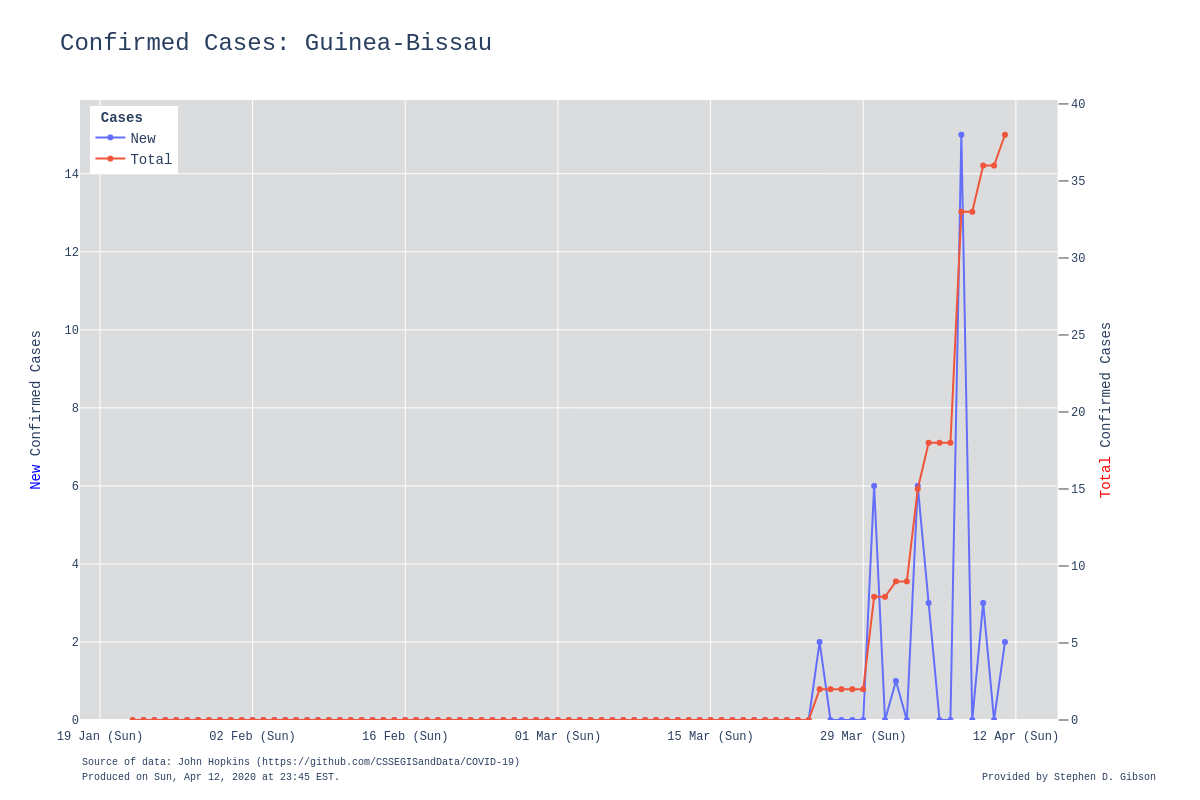 Confirmed Cases: Guinea-Bissau
Cases
New
Total
14
12
10
8
6
4
2
0
New Confirmed Cases
40
35
30
25
20
15
10
5
0
Total Confirmed Cases
19 Jan (Sun) 02 Feb (Sun) 16 Feb (Sun) 01 Mar (Sun) 15 Mar (Sun) 29 Mar (Sun) 12 Apr (Sun)
Source of data: John Hopkins (https://github.com/CSSEGISandData/COVID-19)
Produced on Sun, Apr 12, 2020 at 23:45 EST.
Provided by Stephen D. Gibson